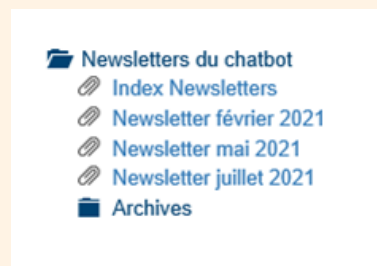 Newsletters du chatbot
Index Newsletters
Newsletter février 2021
Newsletter mai 2021
Newsletter juillet 2021
Archives